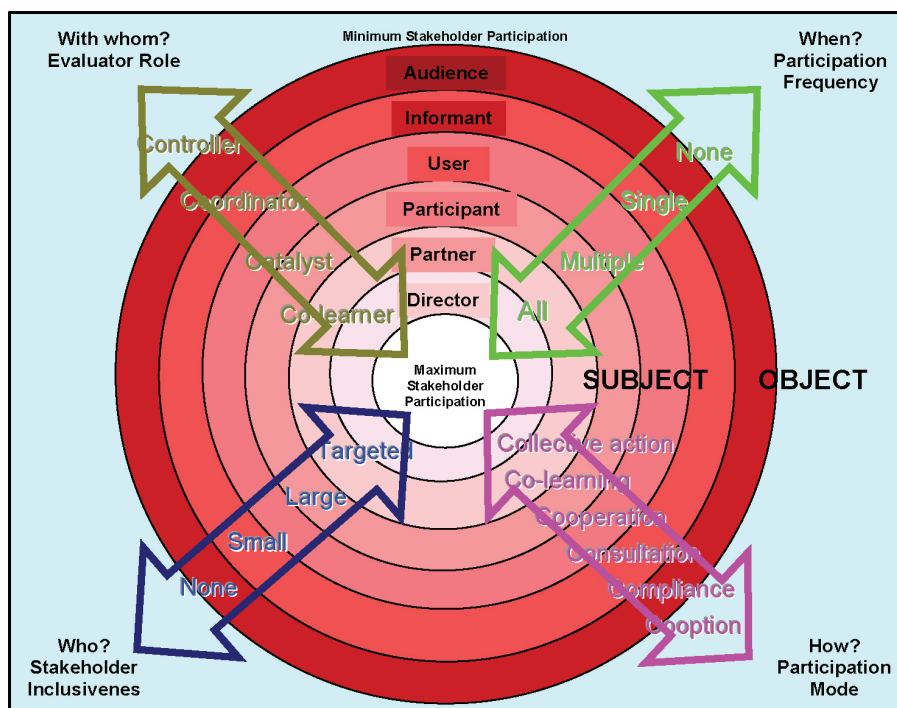 With whom?
Evaluator Role
Minimum Stakeholder Participation
When?
Participation
Frequency
Audience
Informant
User
Participant
Partner
Director
Controller
Coordinator
Catalyst
Co-learner
None
Single
Multiple
All
Maximum
Stakeholder
Participation
SUBJECT
OBJECT
Targeted
Large
Small
None
Collective action
Co-learning
Cooperation
Consultation
Compliance
Cooption
Who?
Stakeholder
Inclusivenes
How?
Participation
Mode